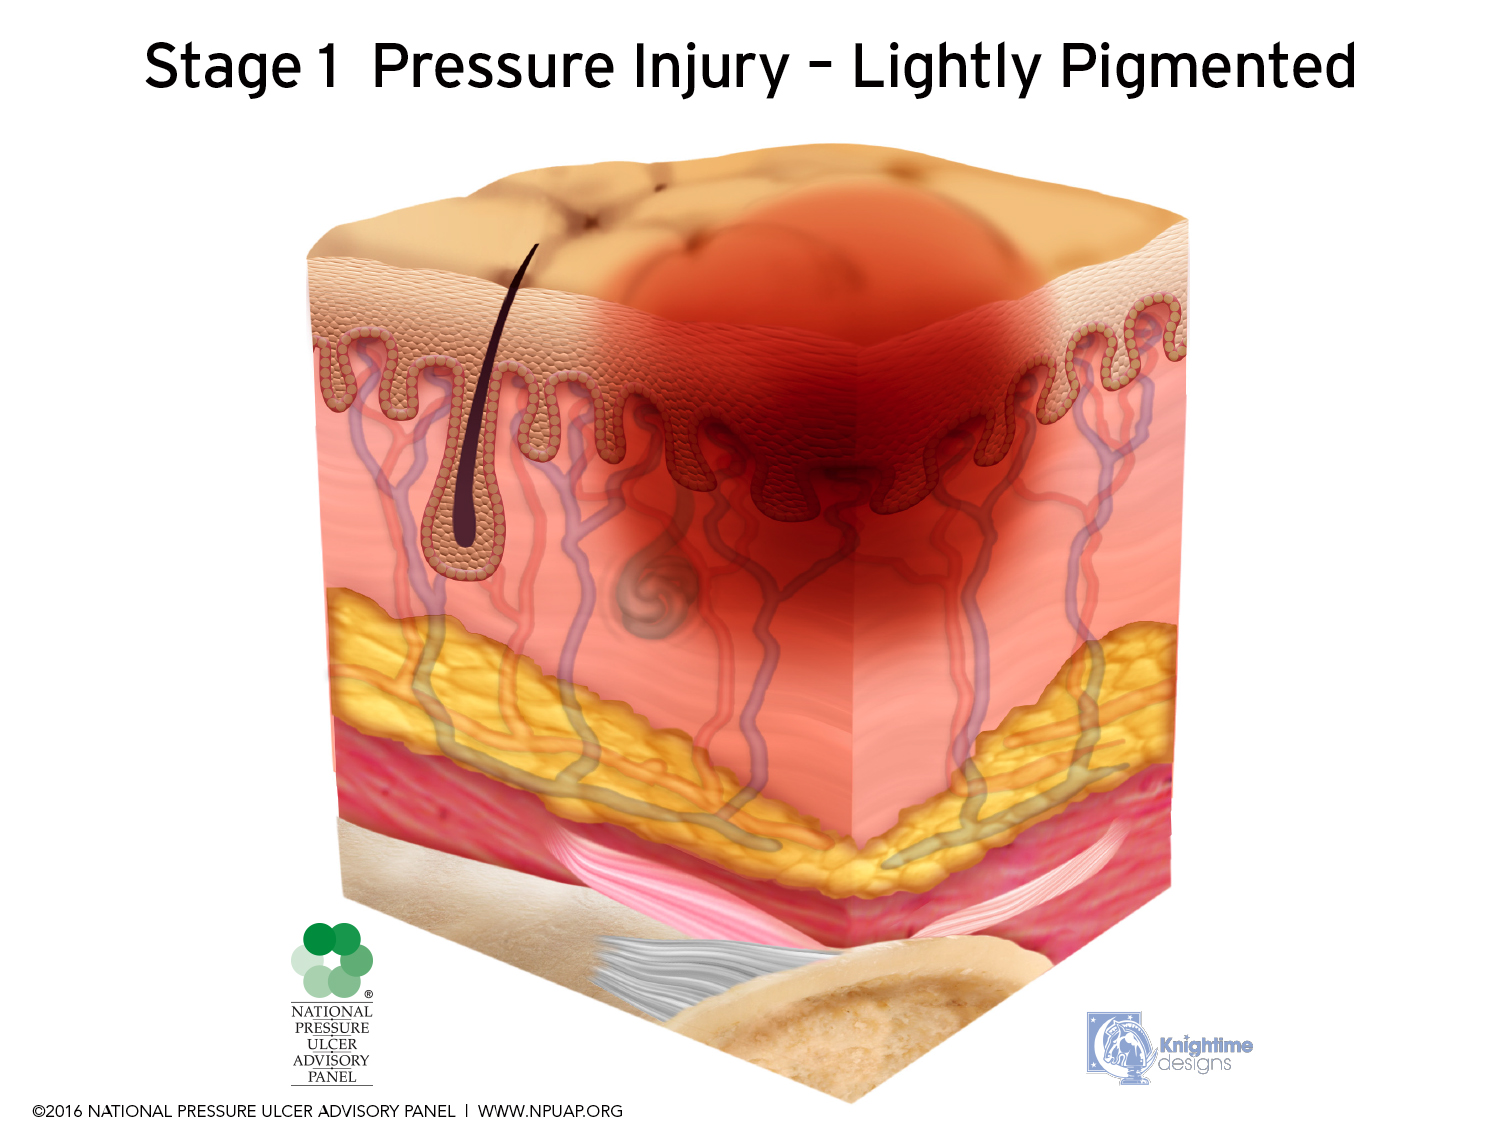 Stage 1 Pressure Injury – Lightly Pigmented
®
NATIONAL
PRESSURE
ULCER
ADVISORY
PANEL
Knightime
designs
©2016 NATIONAL PRESSURE ULCER ADVISORY PANEL | WWW.NPUAP.ORG